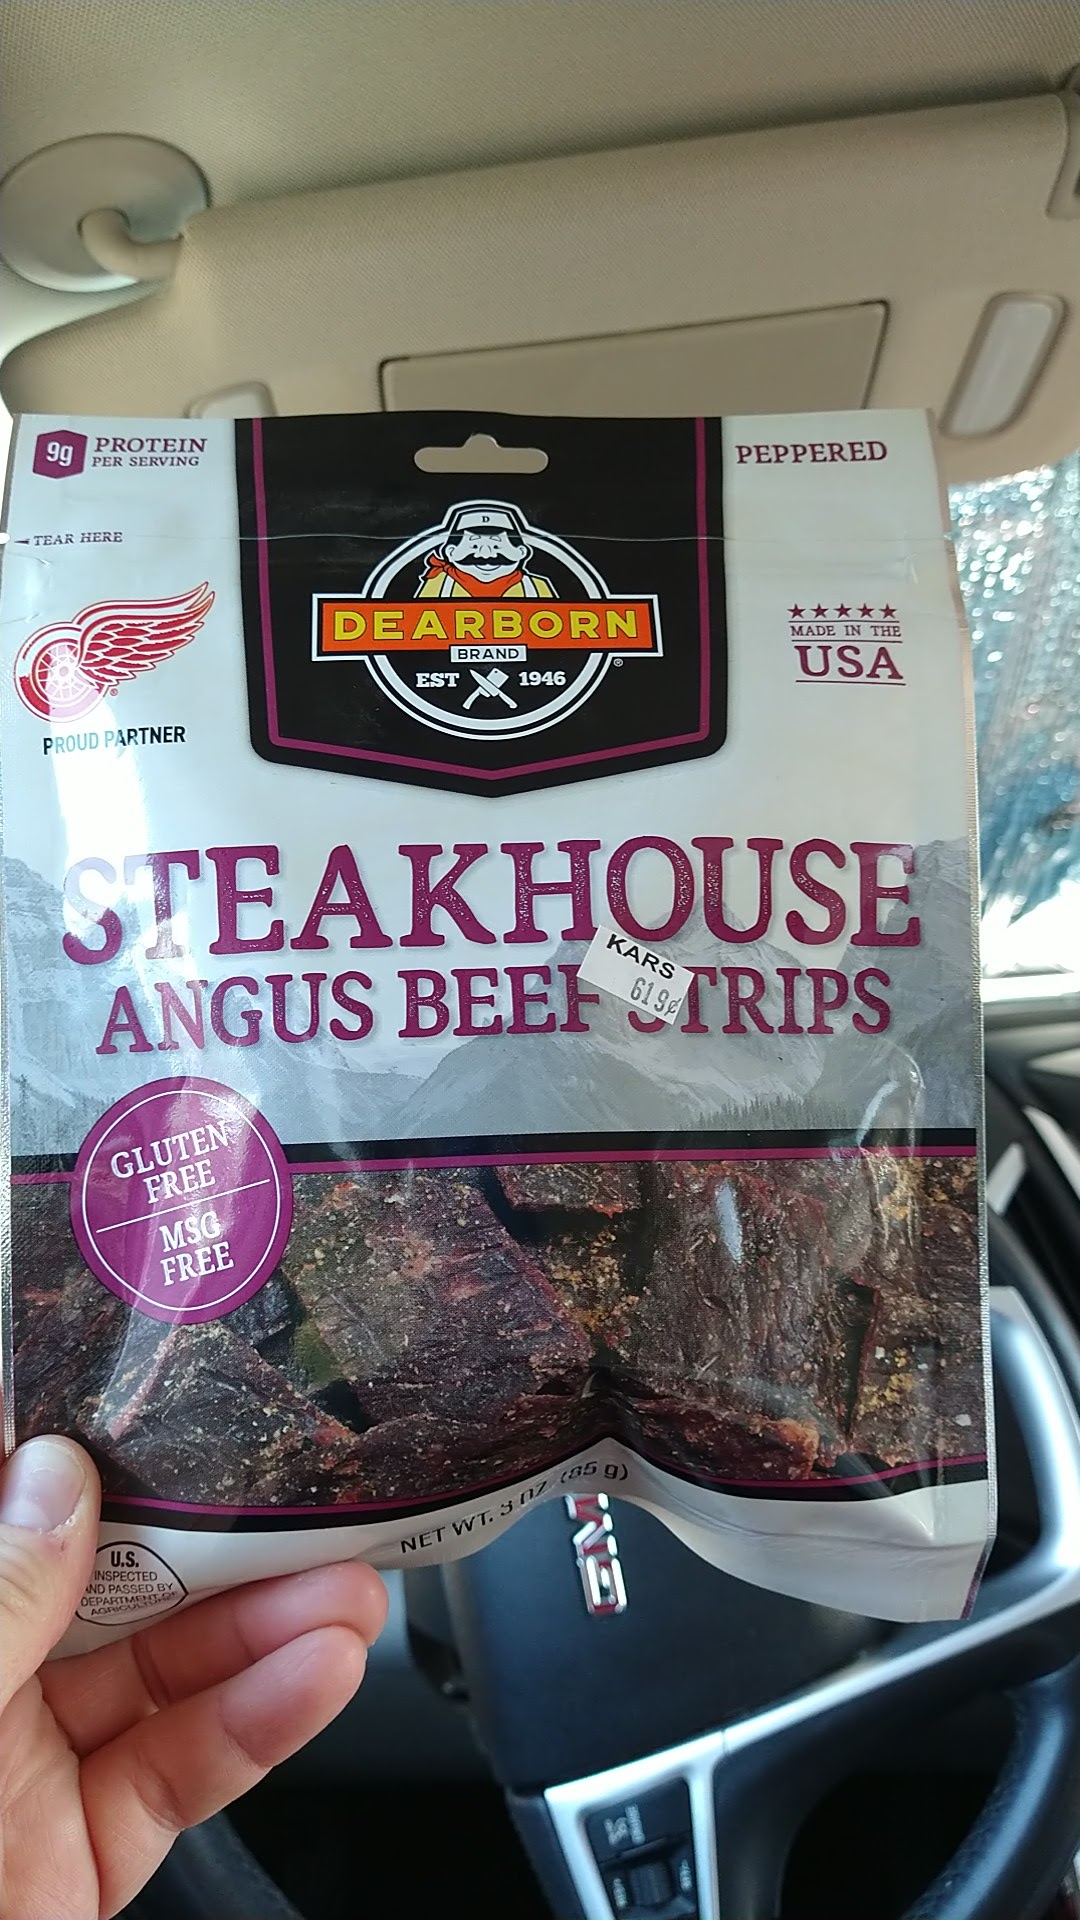 9g PROTEIN
PER SERVING
PEPPERED
TEAR HERE
D
DEARBORN
BRAND
®
EST 1946
MADE IN THE
USA
®
PROUD PARTNER
STEAKHOUSE
ANGUS BEEF STRIPS
KARS
619¢
GLUTEN
FREE
MSG
FREE
NET WT. 3 OZ. (85 g)
U.S.
INSPECTED
AND PASSED BY
DEPARTMENT OF
AGRICULTURE
GM